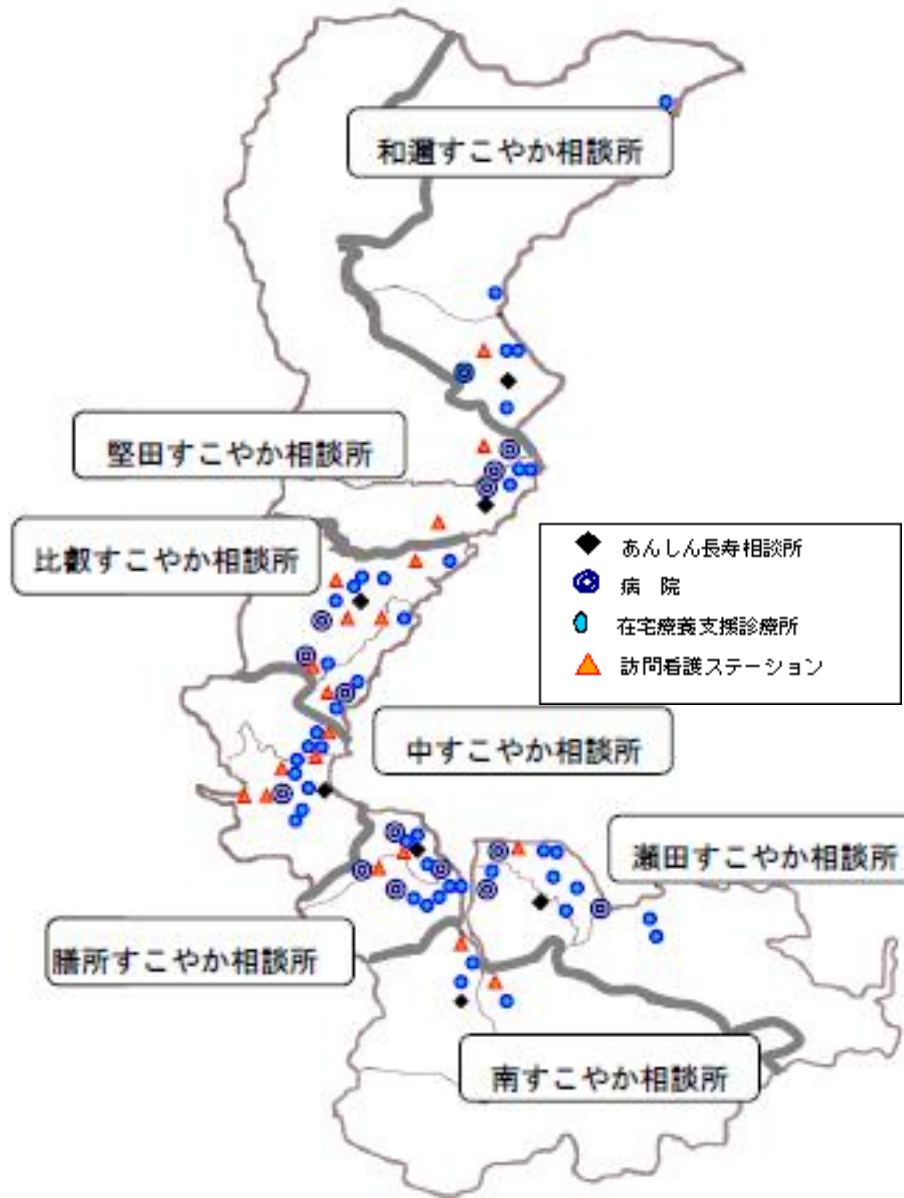 和邇すこやか相談所
堅田すこやか相談所
比叡すこやか相談所
あんしん長寿相談所
病 院
在宅療養支援診療所
訪問看護ステーション
中すこやか相談所
瀬田すこやか相談所
膳所すこやか相談所
南すこやか相談所